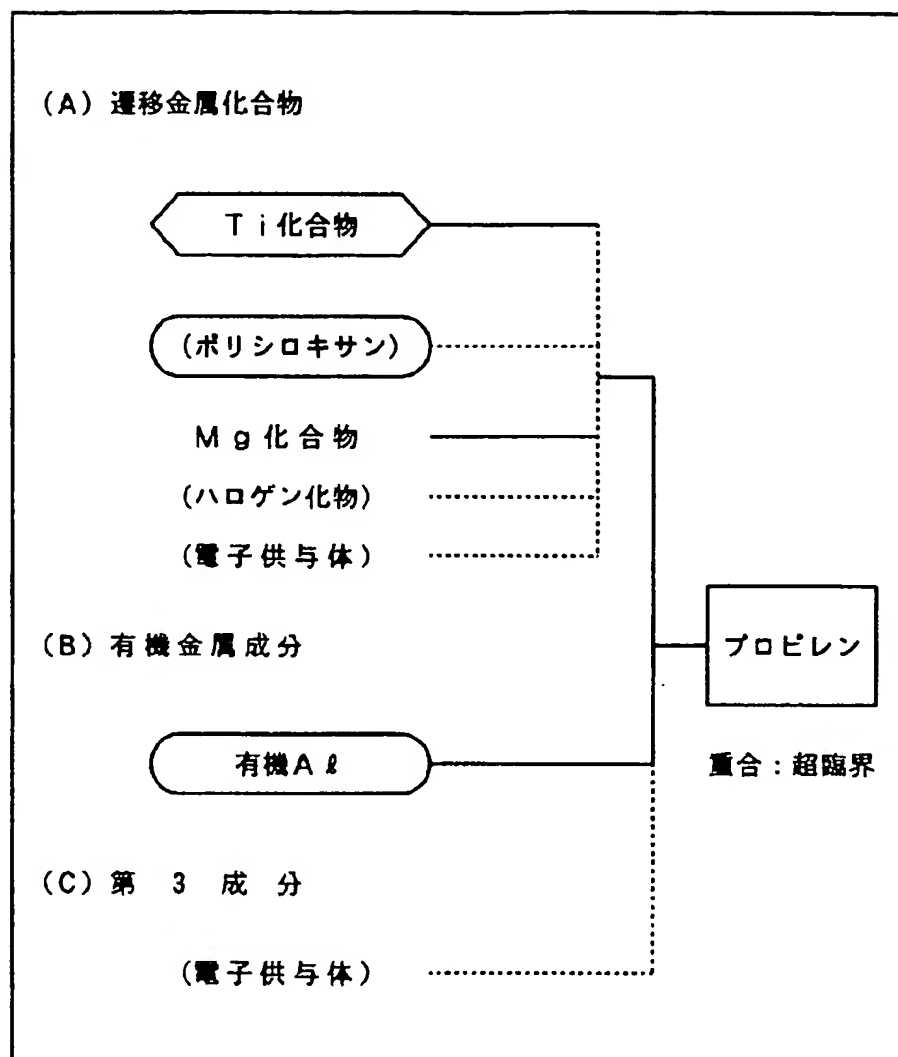 (A) 遷移金属化合物
Ti化合物
(ポリシロキサン)
Mg化合物
(ハロゲン化物)
(電子供与体)
(B) 有機金属成分
プロピレン
有機Aℓ
重合:超臨界
(C) 第3成分
(電子供与体)